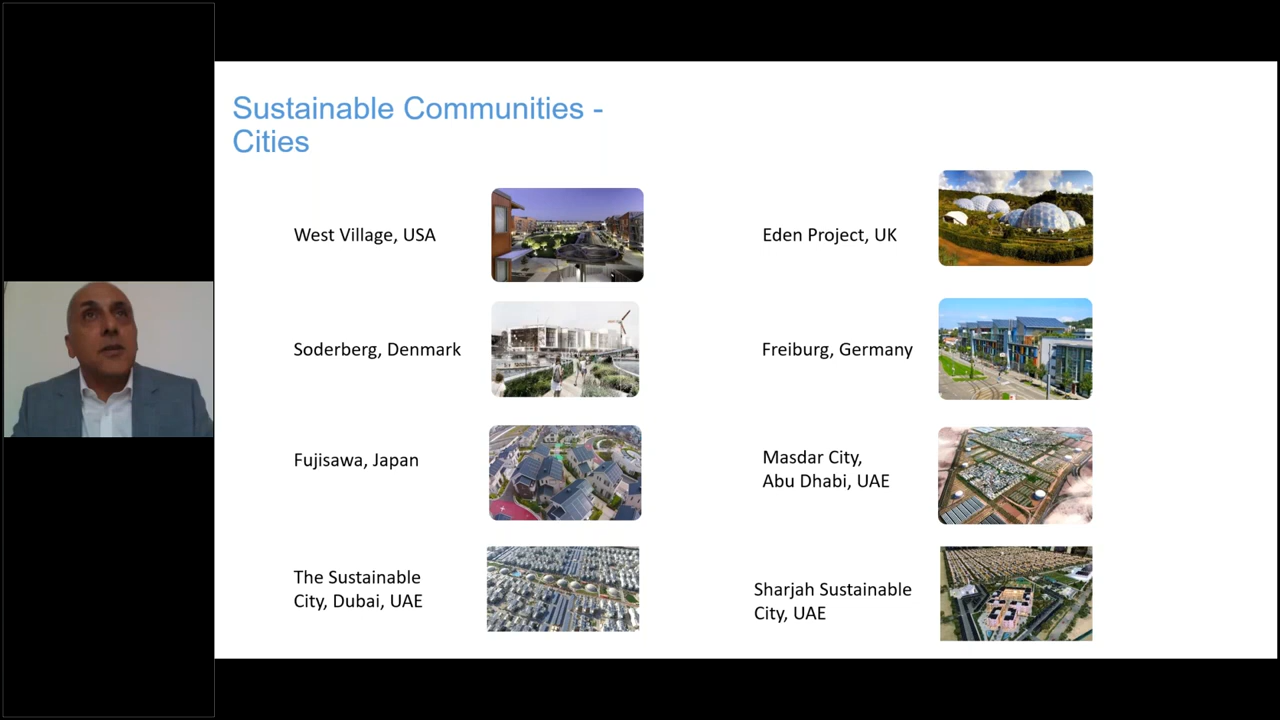 Sustainable Communities -
Cities
West Village, USA
Eden Project, UK
Soderberg, Denmark
Freiburg, Germany
Fujisawa, Japan
Masdar City,
Abu Dhabi, UAE
The Sustainable
City, Dubai, UAE
Sharjah Sustainable
City, UAE